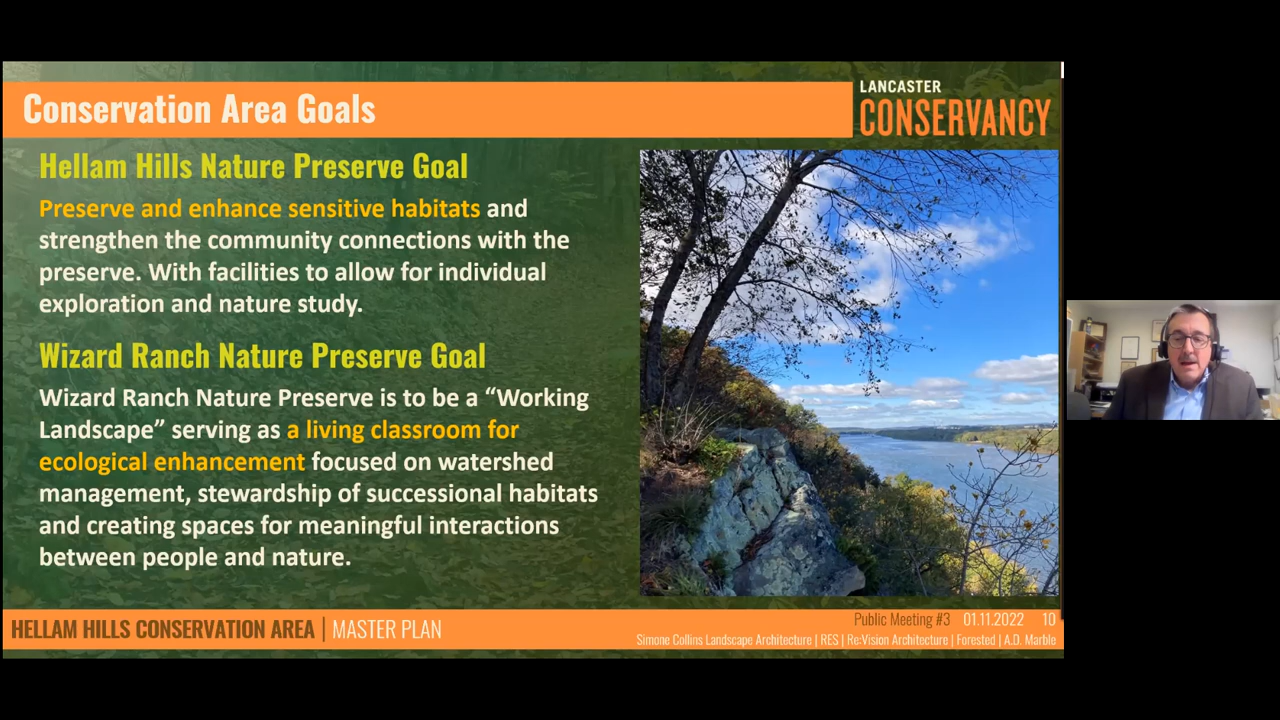 Conservation Area Goals
LANCASTER
CONSERVANCY
Hellam Hills Nature Preserve Goal
Preserve and enhance sensitive habitats and
strengthen the community connections with the
preserve. With facilities to allow for individual
exploration and nature study.
Wizard Ranch Nature Preserve Goal
Wizard Ranch Nature Preserve is to be a “Working
Landscape” serving as a living classroom for
ecological enhancement focused on watershed
management, stewardship of successional habitats
and creating spaces for meaningful interactions
between people and nature.
HELLAM HILLS CONSERVATION AREA | MASTER PLAN
Public Meeting #3 01.11.2022 10
Simone Collins Landscape Architecture | RES | Re:Vision Architecture | Forested | A.D. Marble